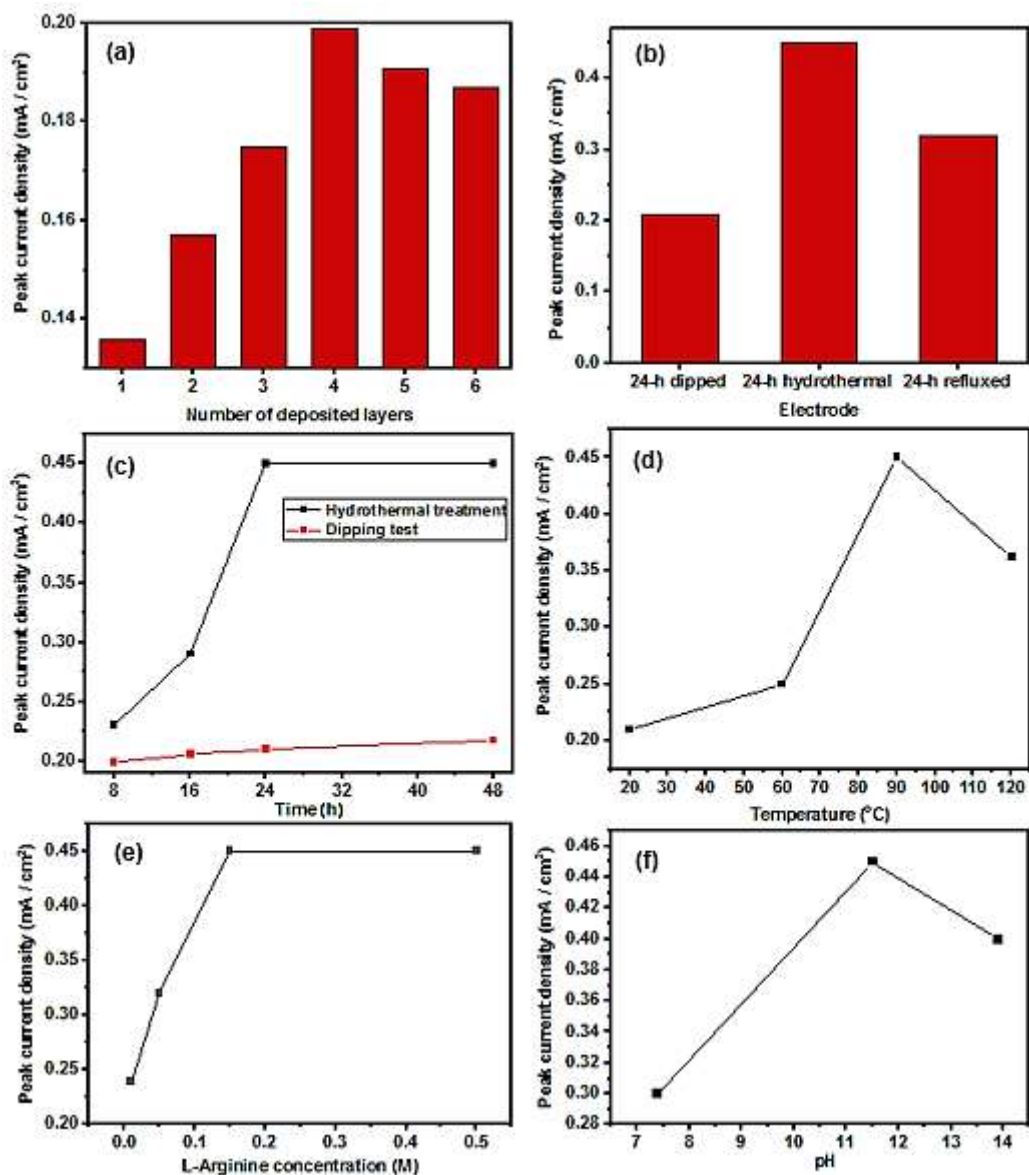 (a)
Peak current density (mA / cm²)
0.20
0.18
0.16
0.14
1 2 3 4 5 6
Number of deposited layers
(b)
Peak current density (mA / cm²)
0.4
0.3
0.2
0.1
0.0
24-h dipped 24-h hydrothermal 24-h refluxed
Electrode
(c)
Peak current density (mA / cm²)
0.45
0.40
0.35
0.30
0.25
0.20
Hydrothermal treatment
Dipping test
8 16 24 32 40 48
Time (h)
(d)
Peak current density (mA / cm²)
0.45
0.40
0.35
0.30
0.25
0.20
20 30 40 50 60 70 80 90 100 110 120
Temperature (°C)
(e)
Peak current density (mA / cm²)
0.45
0.40
0.35
0.30
0.25
0.20
0.0 0.1 0.2 0.3 0.4 0.5
L-Arginine concentration (M)
(f)
Peak current density (mA / cm²)
0.46
0.44
0.42
0.40
0.38
0.36
0.34
0.32
0.30
0.28
7 8 9 10 11 12 13 14
pH